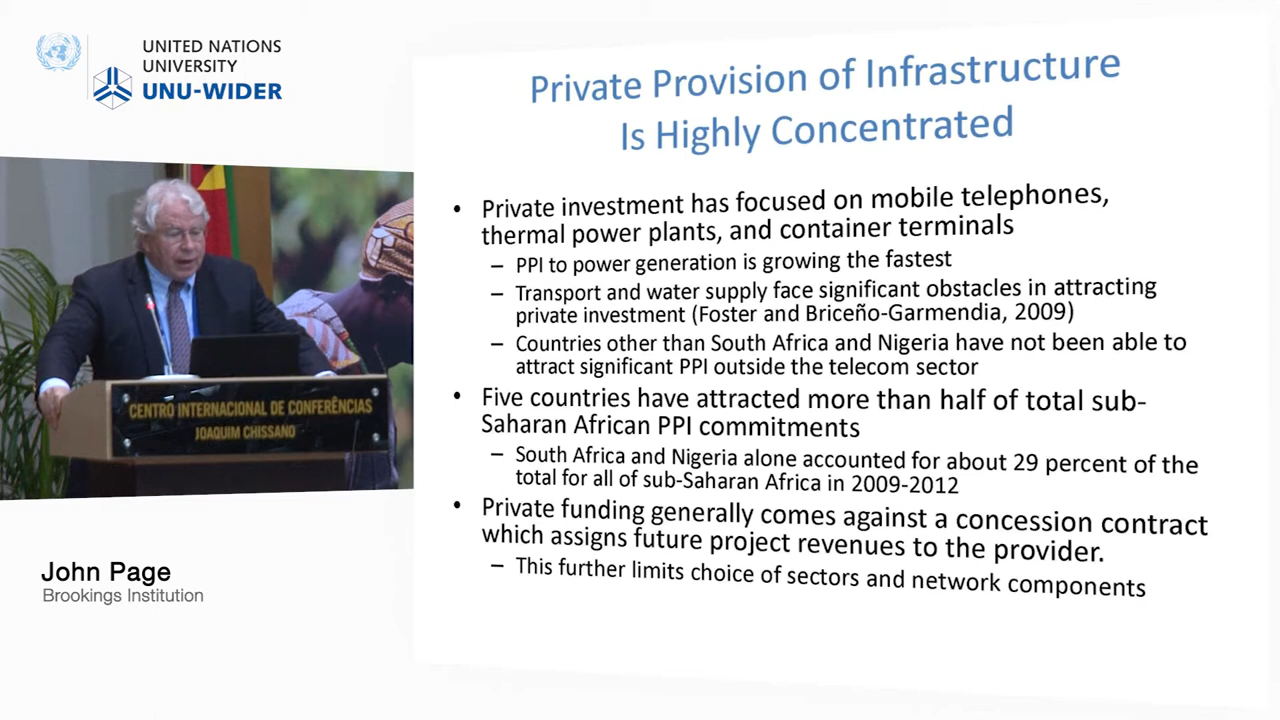 UNITED NATIONS
UNIVERSITY
UNU-WIDER
Private Provision of Infrastructure
Is Highly Concentrated
• Private investment has focused on mobile telephones,
thermal power plants, and container terminals
– PPI to power generation is growing the fastest
– Transport and water supply face significant obstacles in attracting
private investment (Foster and Briceño-Garmendia, 2009)
– Countries other than South Africa and Nigeria have not been able to
attract significant PPI outside the telecom sector
• Five countries have attracted more than half of total sub-
Saharan African PPI commitments
– South Africa and Nigeria alone accounted for about 29 percent of the
total for all of sub-Saharan Africa in 2009-2012
• Private funding generally comes against a concession contract
which assigns future project revenues to the provider.
– This further limits choice of sectors and network components
CENTRO INTERNACIONAL DE CONFERÊNCIAS
JOAQUIM CHISSANO
John Page
Brookings Institution